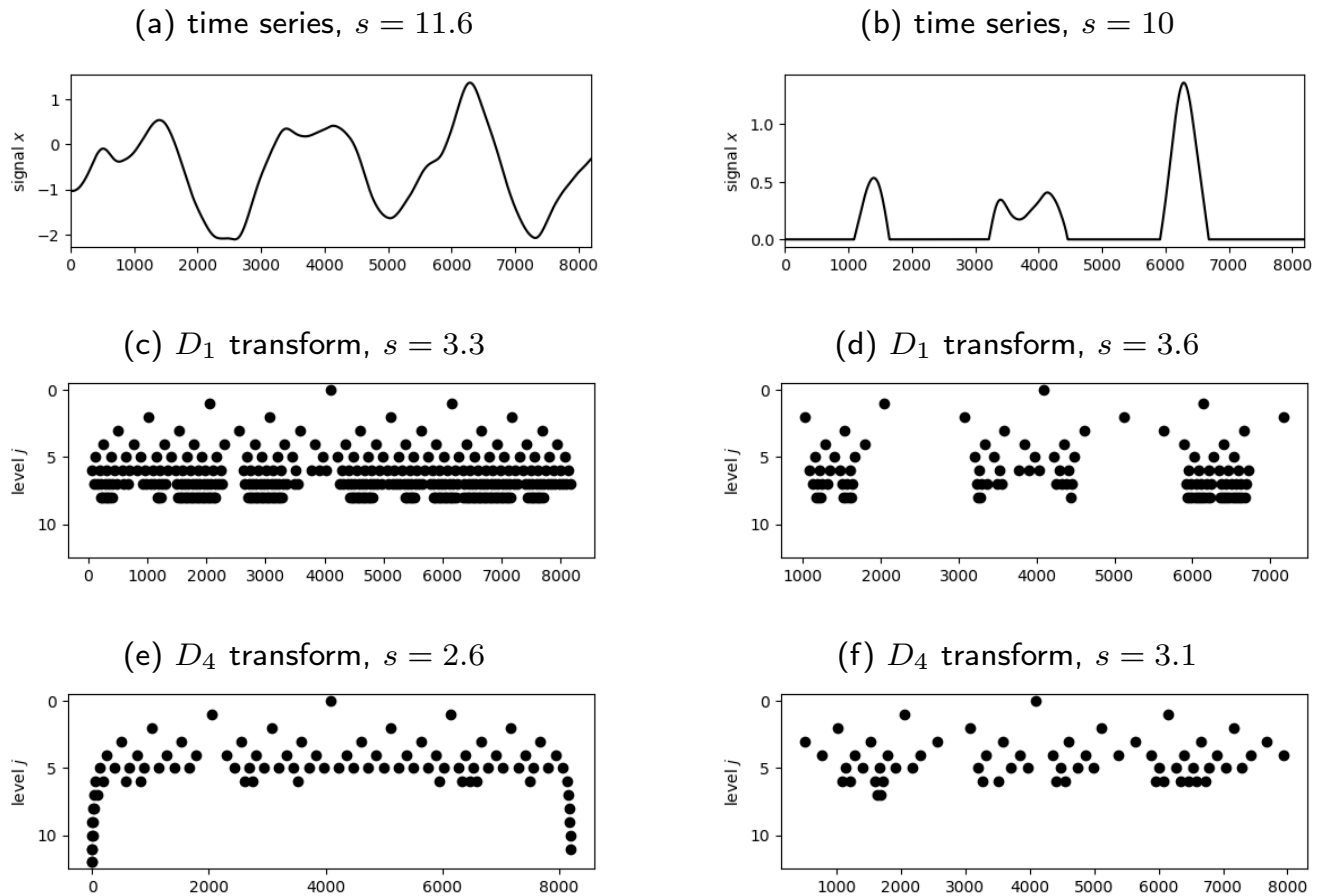 (a) time series, s = 11.6
(b) time series, s = 10
signal x
1
0
−1
−2
0 1000 2000 3000 4000 5000 6000 7000 8000
signal x
1.0
0.5
0.0
0 1000 2000 3000 4000 5000 6000 7000 8000
(c) D₁ transform, s = 3.3
(d) D₁ transform, s = 3.6
level j
0
5
10
0 1000 2000 3000 4000 5000 6000 7000 8000
level j
0
5
10
1000 2000 3000 4000 5000 6000 7000
(e) D₄ transform, s = 2.6
(f) D₄ transform, s = 3.1
level j
0
5
10
0 2000 4000 6000 8000
level j
0
5
10
1000 2000 3000 4000 5000 6000 7000 8000